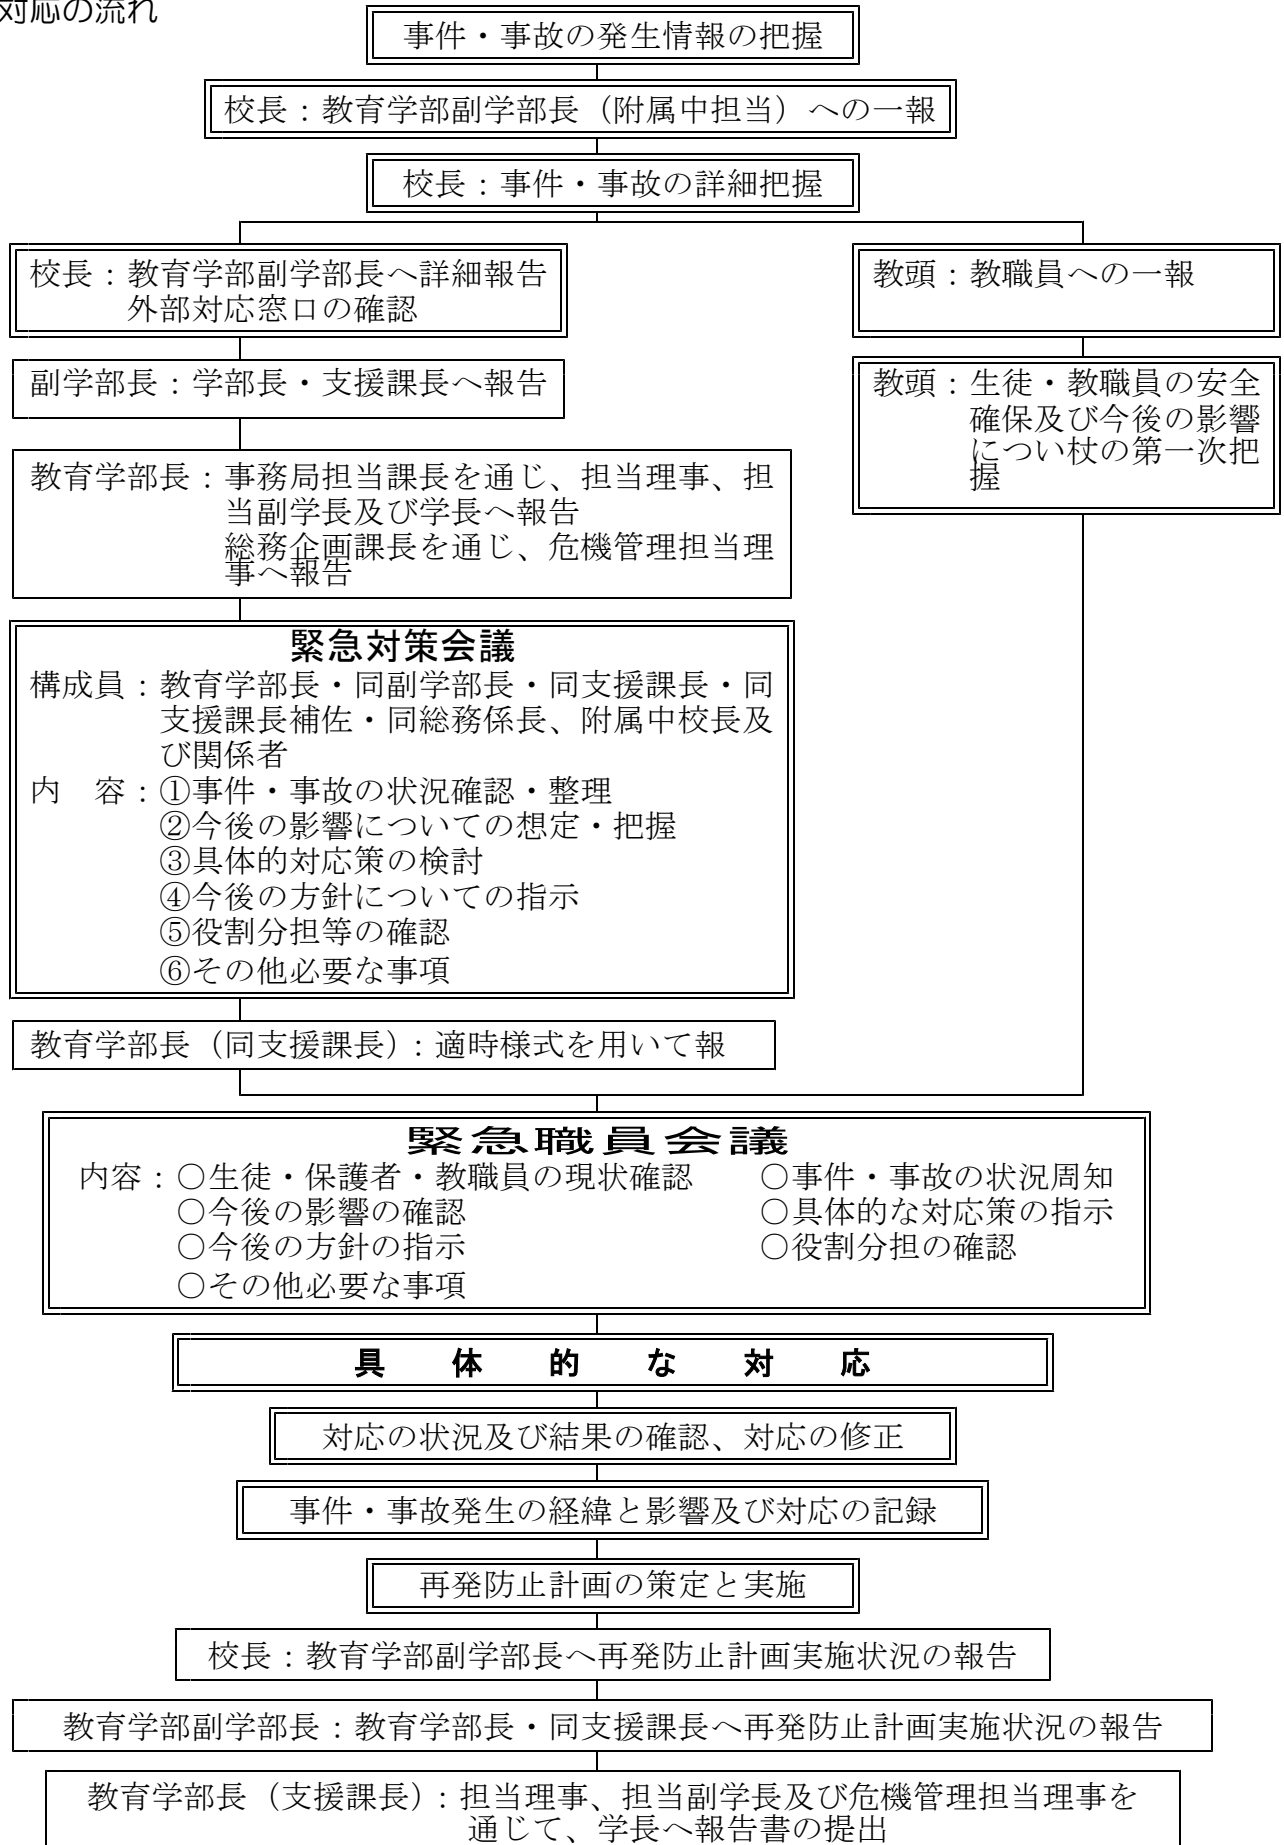 対応の流れ
事件・事故の発生情報の把握
校長：教育学部副学部長（附属中担当）への一報
校長：事件・事故の詳細把握
校長：教育学部副学部長へ詳細報告
外部対応窓口の確認
教頭：教職員への一報
副学部長：学部長・支援課長へ報告
教頭：生徒・教職員の安全
確保及び今後の影響
につい杖の第一次把
握
教育学部長：事務局担当課長を通じ、担当理事、担
当副学長及び学長へ報告
総務企画課長を通じ、危機管理担当理
事へ報告
緊急対策会議
構成員：教育学部長・同副学部長・同支援課長・同
支援課長補佐・同総務係長、附属中校長及
び関係者
内　容：①事件・事故の状況確認・整理
②今後の影響についての想定・把握
③具体的対応策の検討
④今後の方針についての指示
⑤役割分担等の確認
⑥その他必要な事項
教育学部長（同支援課長）：適時様式を用いて報
緊急職員会議
内容：○生徒・保護者・教職員の現状確認　　○事件・事故の状況周知
○今後の影響の確認　　○具体的な対応策の指示
○今後の方針の指示　　○役割分担の確認
○その他必要な事項
具　体　的　な　対　応
対応の状況及び結果の確認、対応の修正
事件・事故発生の経緯と影響及び対応の記録
再発防止計画の策定と実施
校長：教育学部副学部長へ再発防止計画実施状況の報告
教育学部副学部長：教育学部長・同支援課長へ再発防止計画実施状況の報告
教育学部長（支援課長）：担当理事、担当副学長及び危機管理担当理事を
通じて、学長へ報告書の提出